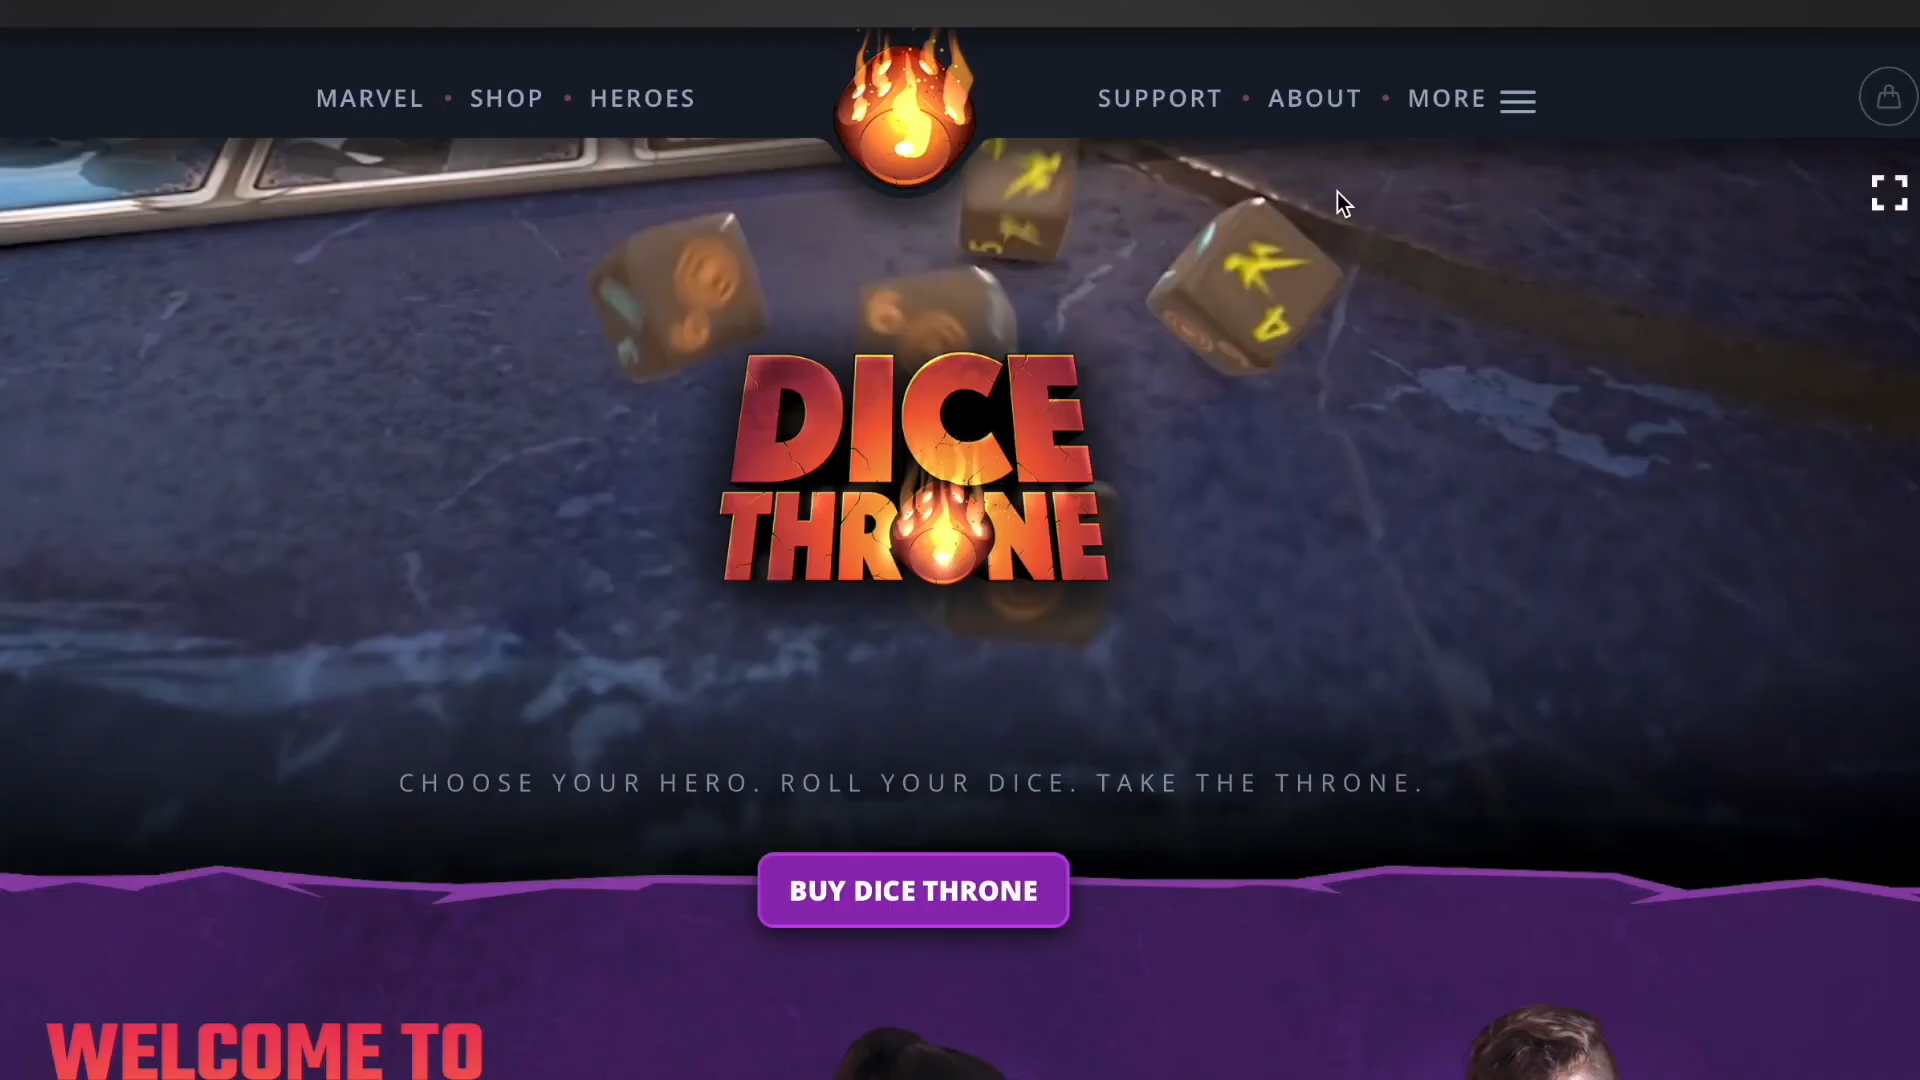 MARVEL • SHOP • HEROES
SUPPORT • ABOUT • MORE
DICE
THRONE
CHOOSE YOUR HERO. ROLL YOUR DICE. TAKE THE THRONE.
BUY DICE THRONE
WELCOME TO